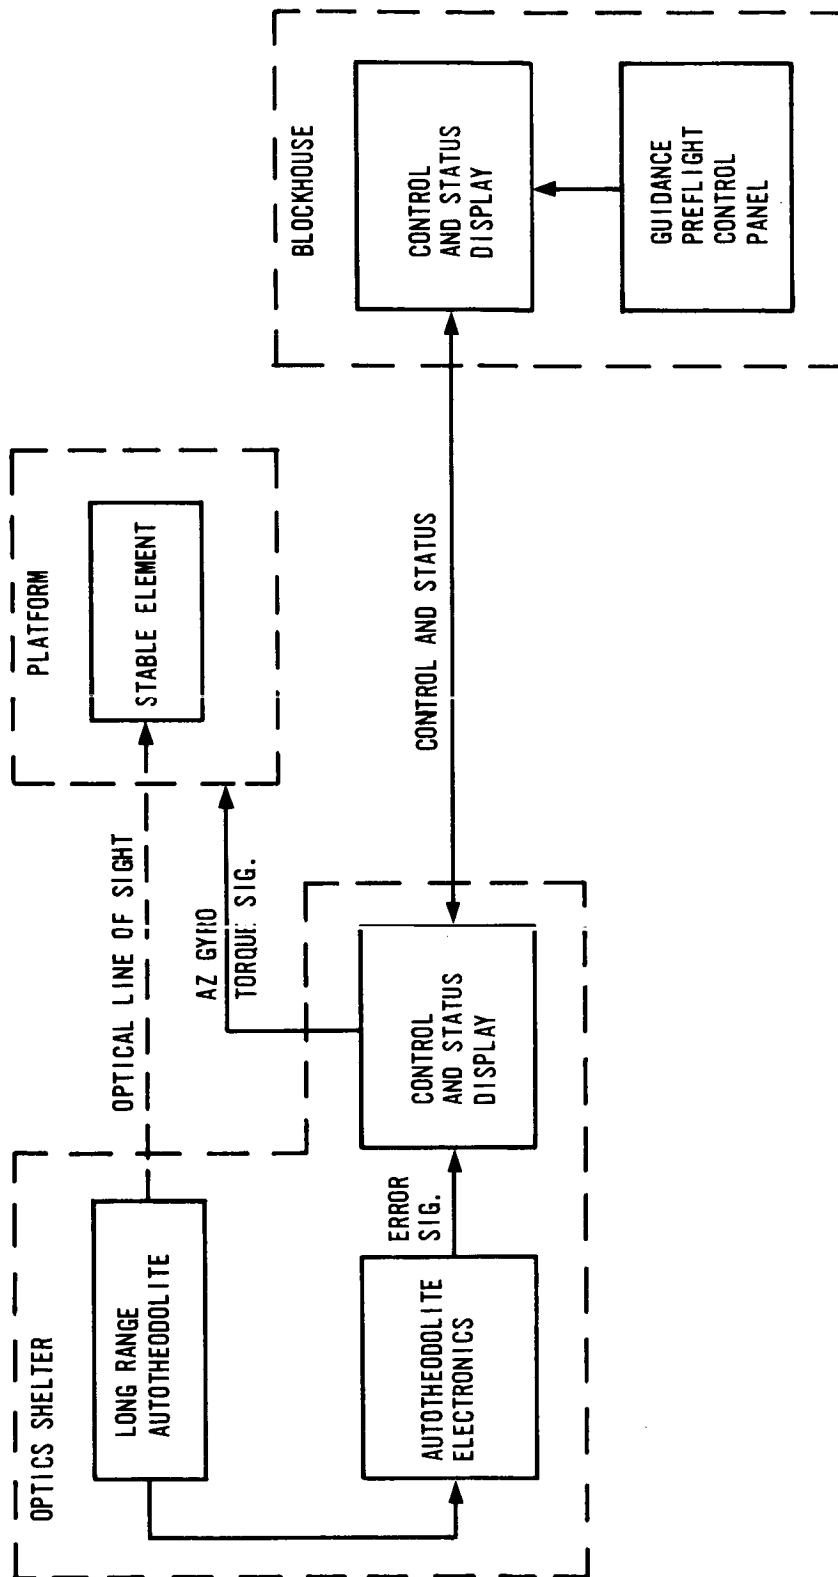 OPTICS SHELTER
LONG RANGE
AUTOTHEODOLITE
OPTICAL LINE OF SIGHT
PLATFORM
STABLE ELEMENT
AZ GYRO
TORQUE SIG.
AUTOTHEODOLITE
ELECTRONICS
ERROR
SIG.
CONTROL
AND STATUS
DISPLAY
CONTROL AND STATUS
BLOCKHOUSE
CONTROL
AND STATUS
DISPLAY
GUIDANCE
PREFLIGHT
CONTROL
PANEL